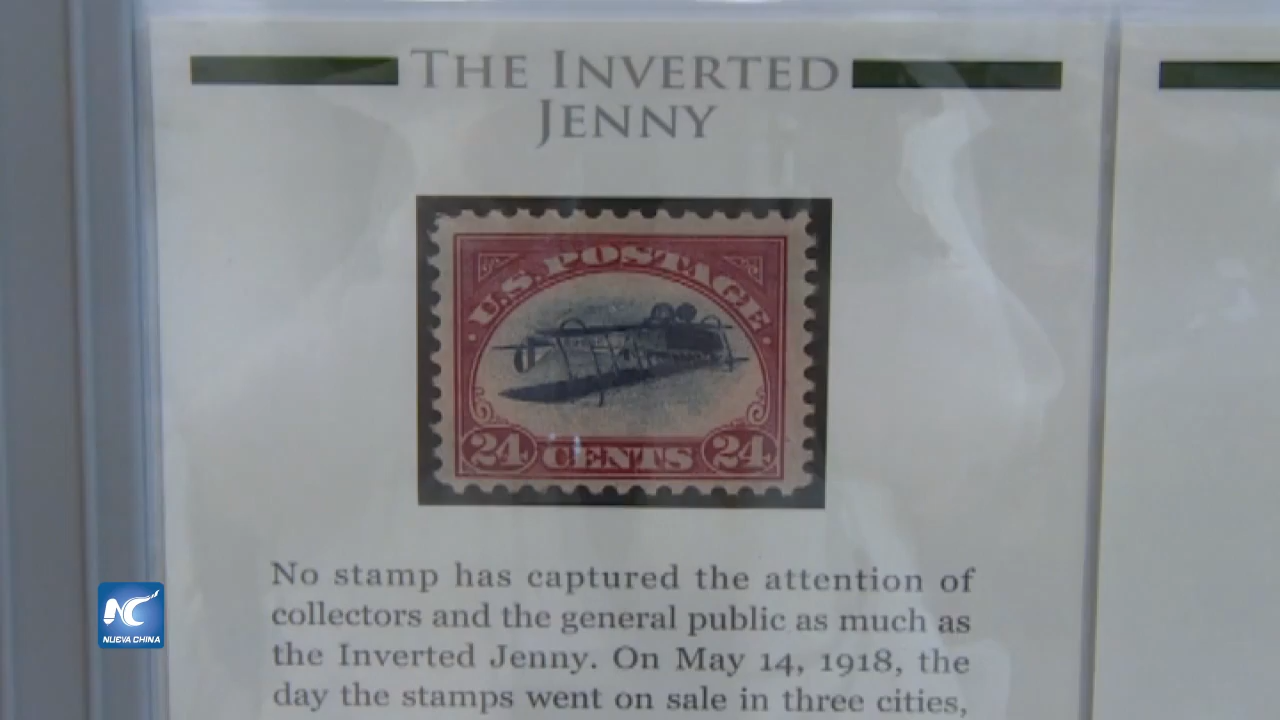 THE INVERTED
JENNY
U.S. POSTAGE
24 CENTS 24
No stamp has captured the attention of
collectors and the general public as much as
the Inverted Jenny. On May 14, 1918, the
day the stamps went on sale in three cities,
NC
NUEVA CHINA